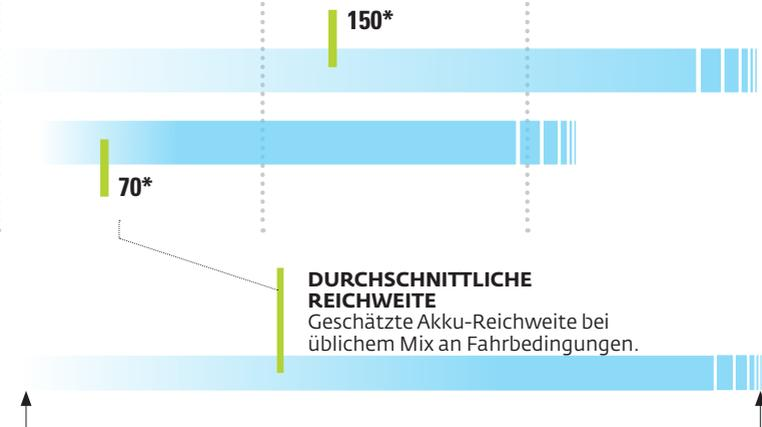 150*
70*
DURCHSCHNITTLICHE
REICHWEITE
Geschätzte Akku-Reichweite bei
üblichem Mix an Fahrbedingungen.